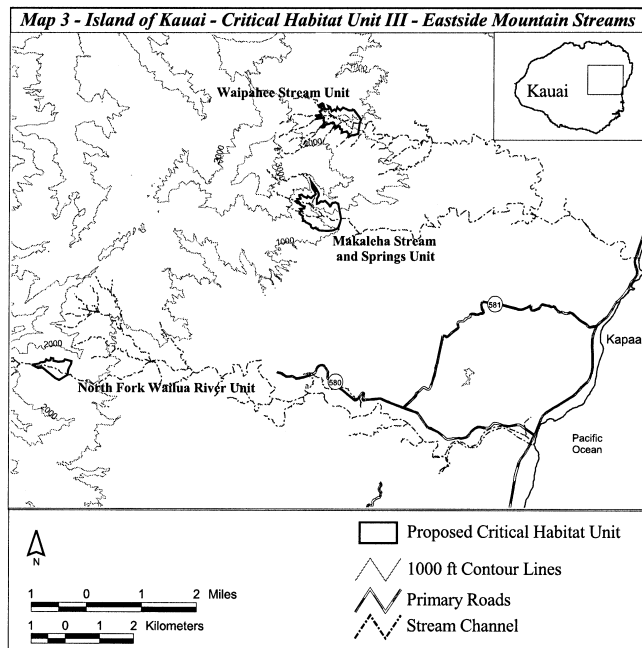 Map 3 - Island of Kauai - Critical Habitat Unit III - Eastside Mountain Streams
Kauai
Waipahee Stream Unit
3000
2000
Makaleha Stream
and Springs Unit
1000
581
Kapaa
2000
580
North Fork Wailua River Unit
2000
Pacific
Ocean
N
Proposed Critical Habitat Unit
1000 ft Contour Lines
Primary Roads
Stream Channel
1 0 1 2 Miles
1 0 1 2 Kilometers